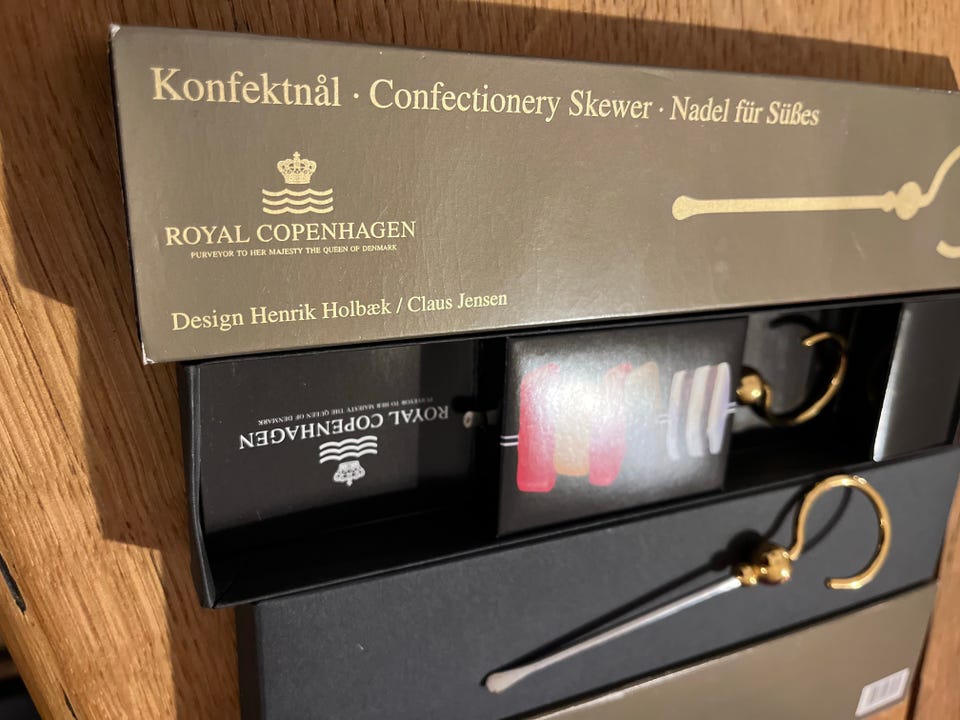 Konfektnål · Confectionery Skewer · Nadel für Süßes
ROYAL COPENHAGEN
PURVEYOR TO HER MAJESTY THE QUEEN OF DENMARK
Design Henrik Holbæk / Claus Jensen
ROYAL COPENHAGEN
PURVEYOR TO HER MAJESTY THE QUEEN OF DENMARK